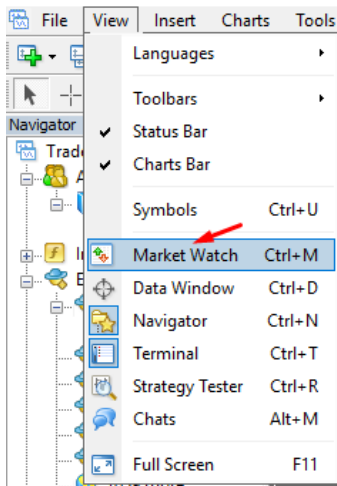 File View Insert Charts Tools
Languages
Toolbars
Navigator
Status Bar
Trade
Charts Bar
Symbols Ctrl+U
Market Watch Ctrl+M
Data Window Ctrl+D
Navigator Ctrl+N
Terminal Ctrl+T
Strategy Tester Ctrl+R
Chats Alt+M
Full Screen F11